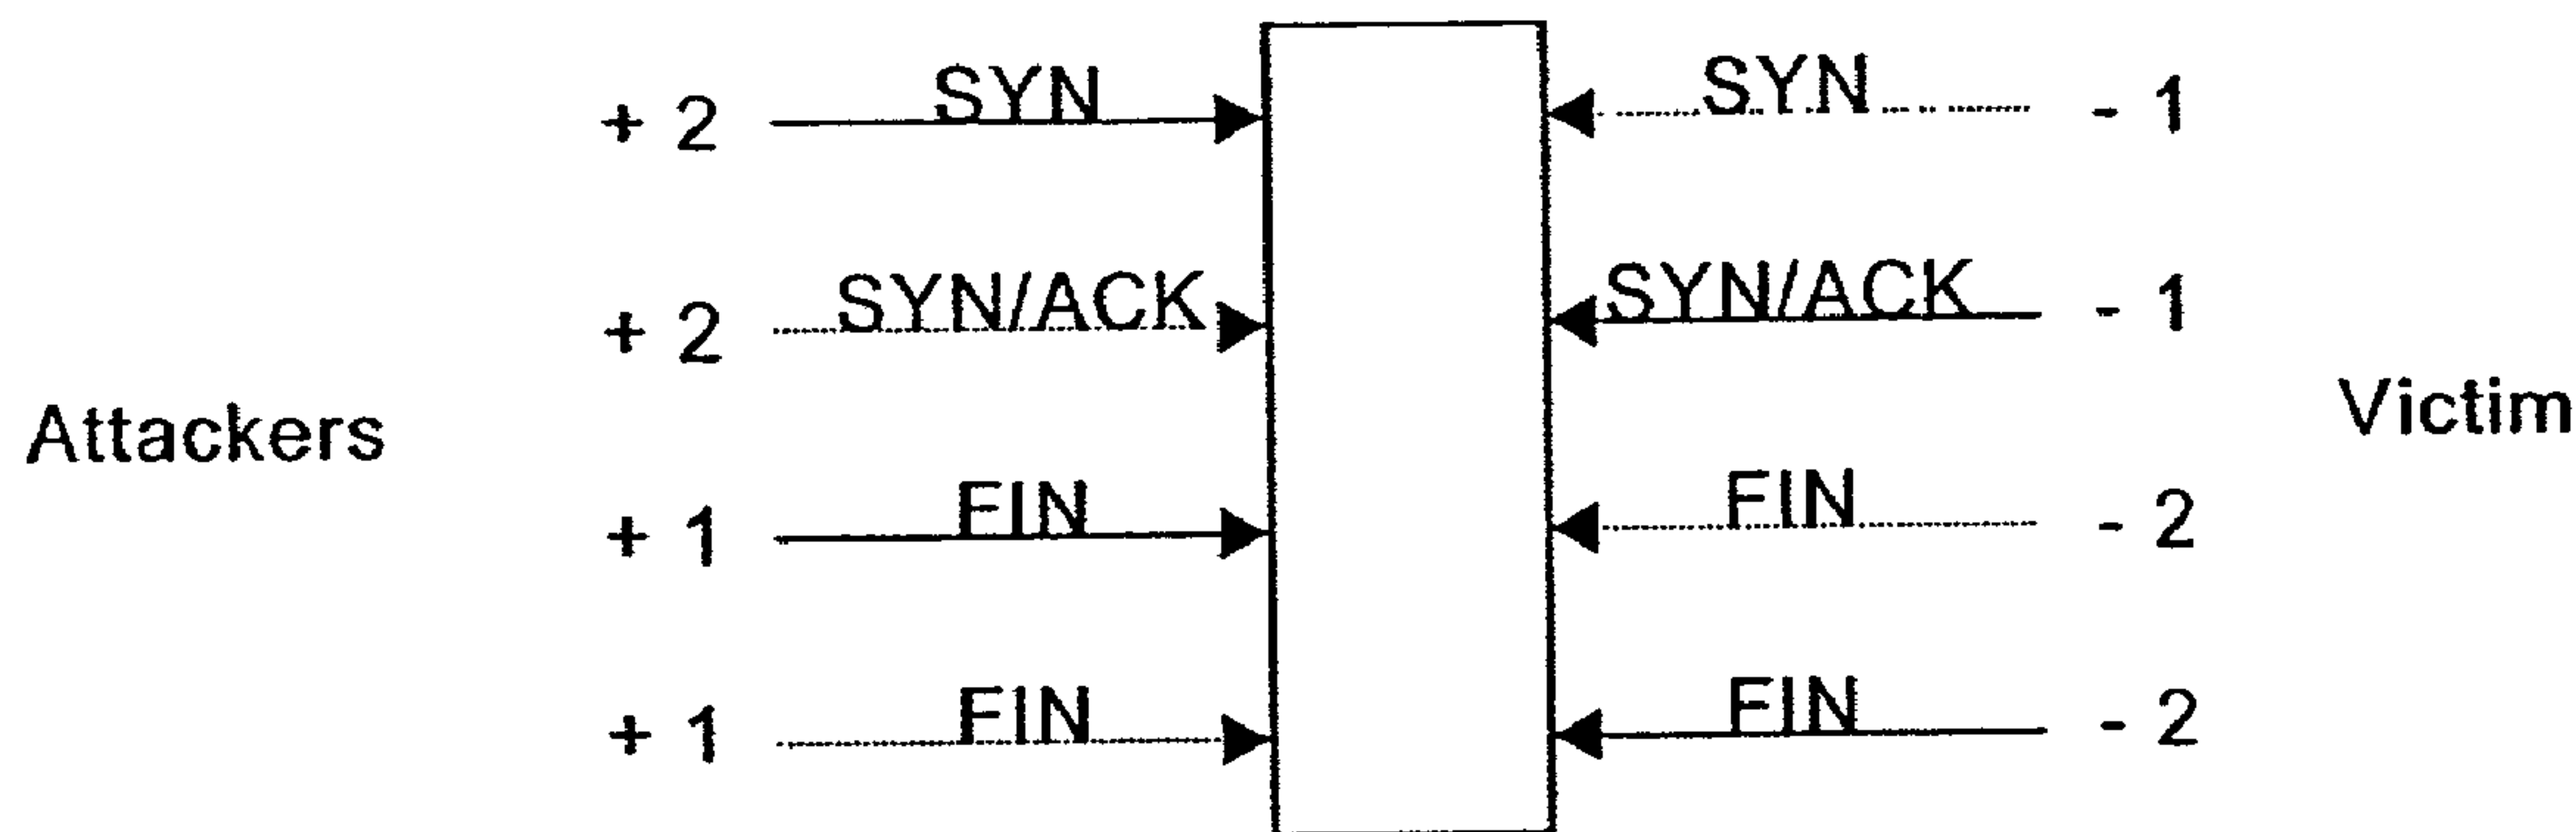 + 2 SYN SYN - 1
+ 2 SYN/ACK SYN/ACK - 1
Attackers Victim
+ 1 FIN FIN - 2
+ 1 FIN FIN - 2